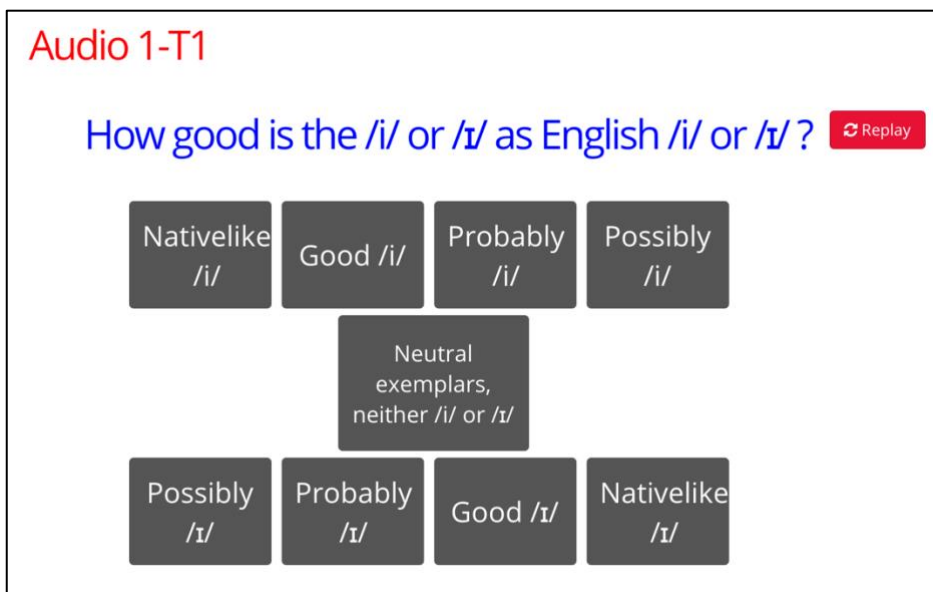 Audio 1-T1
How good is the /i/ or /ɪ/ as English /i/ or /ɪ/ ?
Replay
Nativelike
/i/
Good /i/
Probably
/i/
Possibly
/i/
Neutral
exemplars,
neither /i/ or /ɪ/
Possibly
/ɪ/
Probably
/ɪ/
Good /ɪ/
Nativelike
/ɪ/